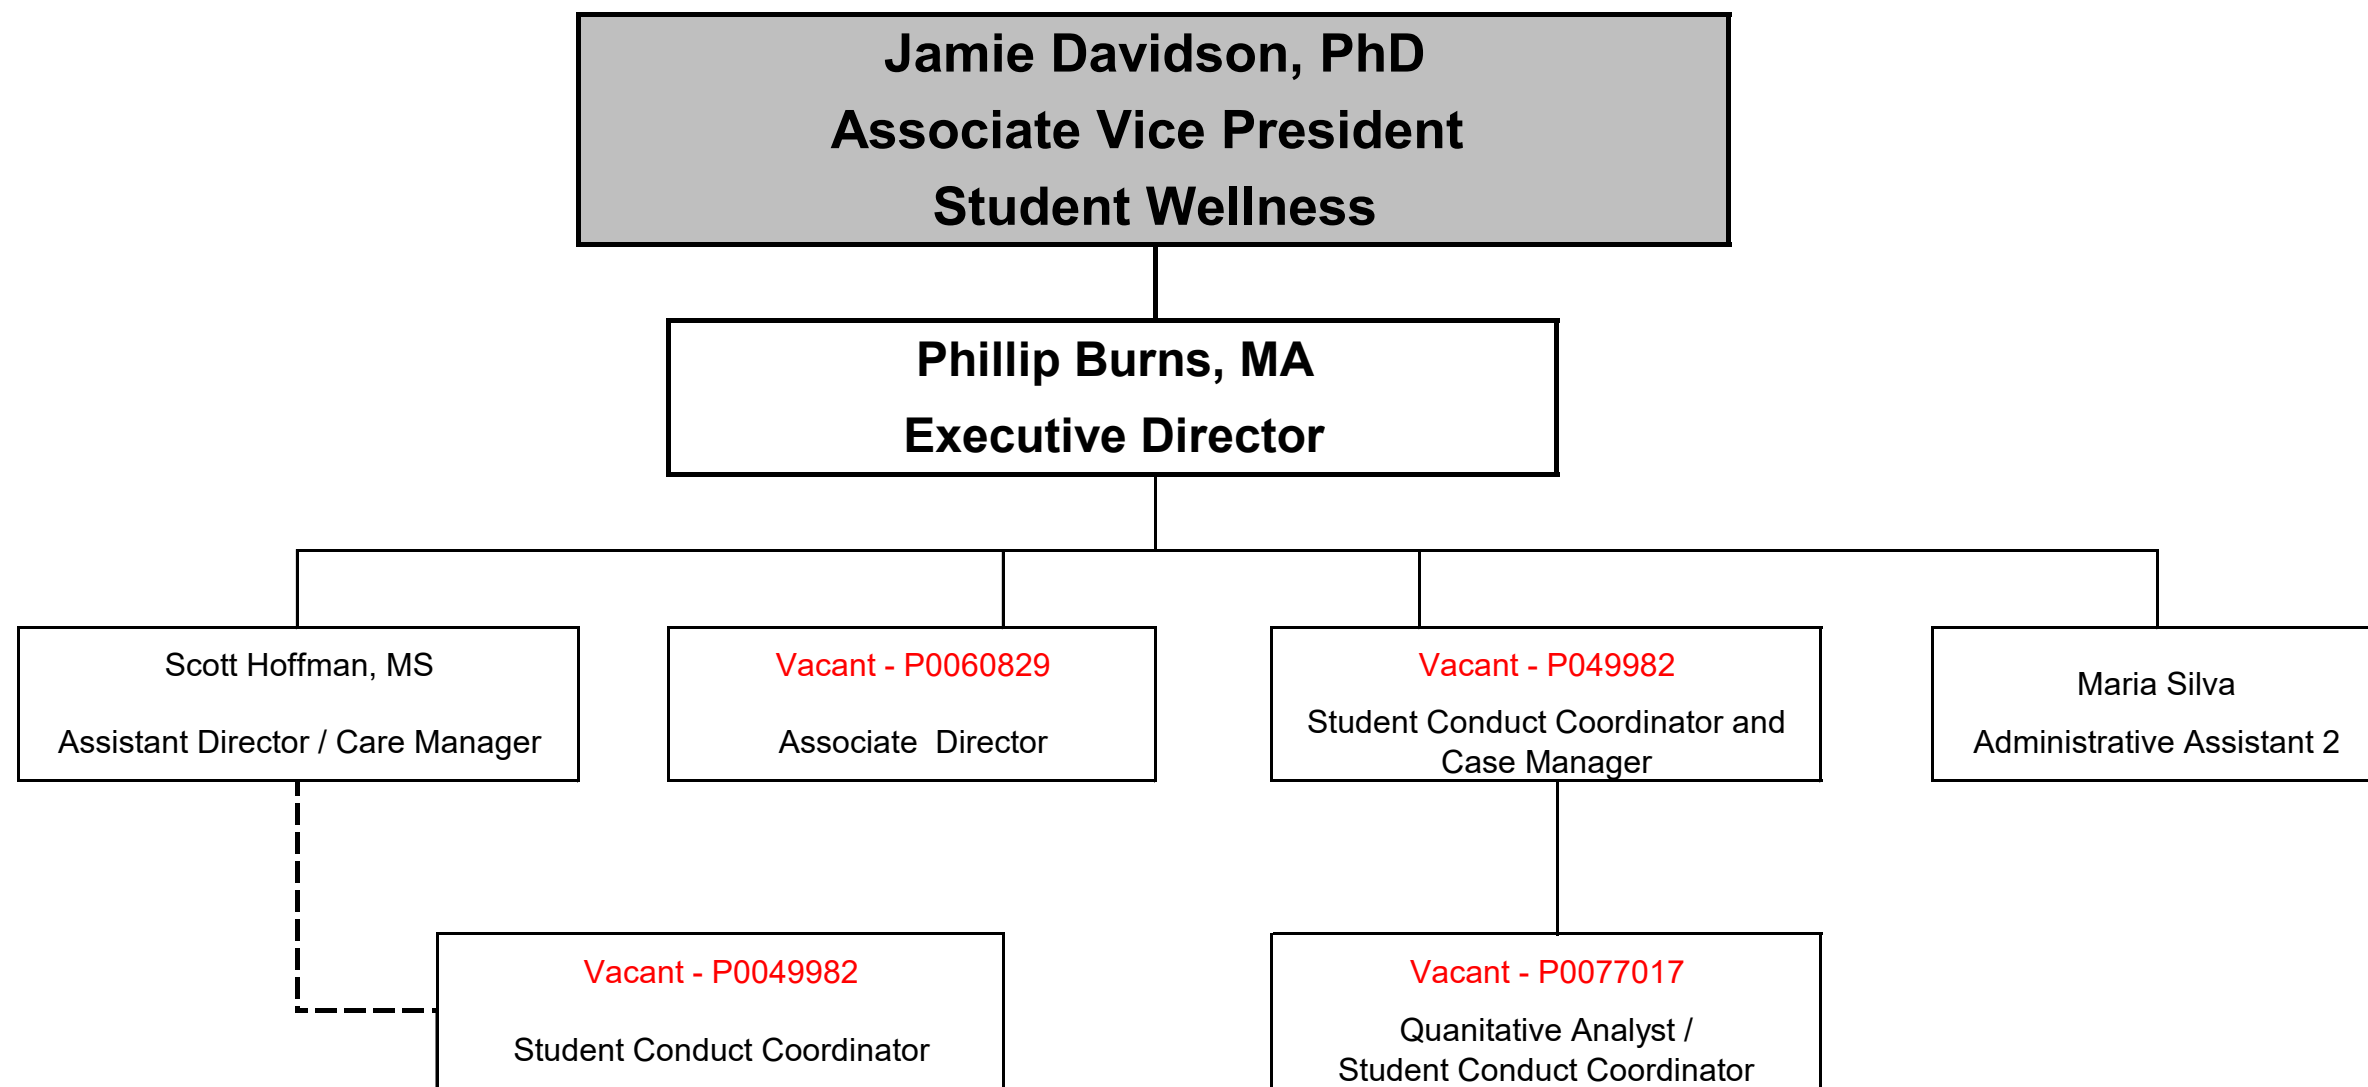 Jamie Davidson, PhD
Associate Vice President
Student Wellness
Phillip Burns, MA
Executive Director
Scott Hoffman, MS
Assistant Director / Care Manager
Vacant - P0060829
Associate  Director
Vacant - P049982
Student Conduct Coordinator and
Case Manager
Maria Silva
Administrative Assistant 2
Vacant - P0049982
Student Conduct Coordinator
Vacant - P0077017
Quanitative Analyst /
Student Conduct Coordinator